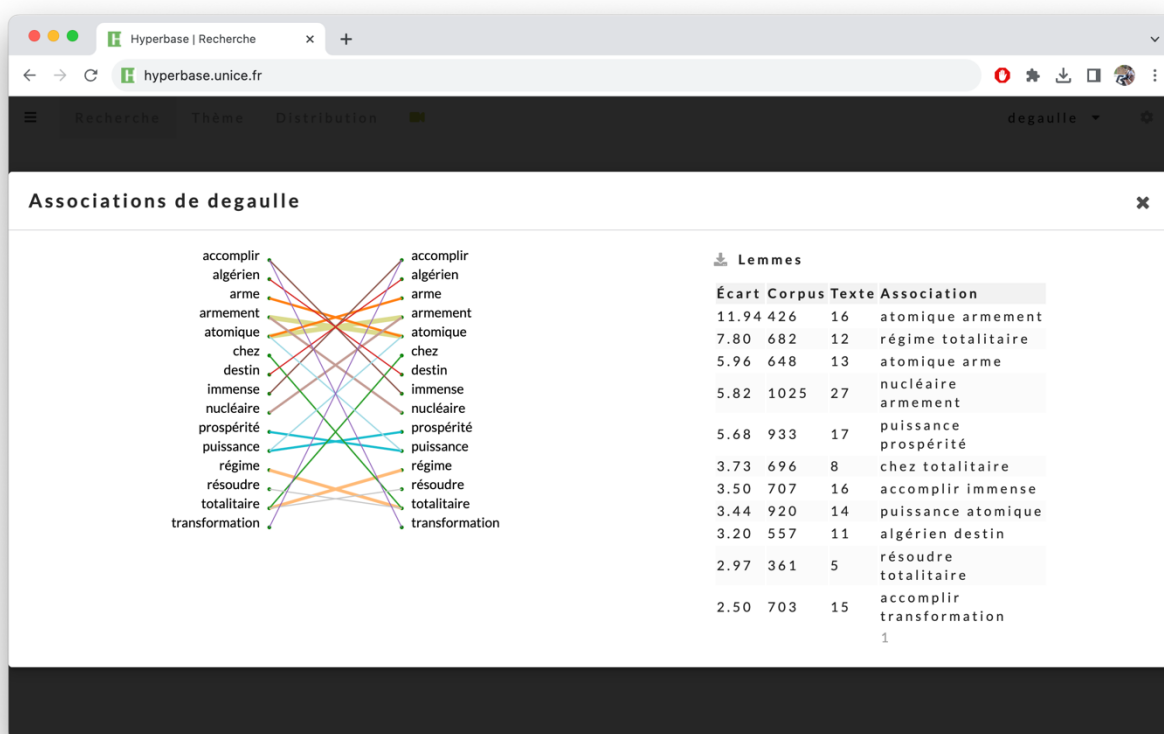 Hyperbase | Recherche
hyperbase.unice.fr
Recherche Thème Distribution degaulle
Associations de degaulle
accomplir accomplir
algérien algérien
arme arme
armement armement
atomique atomique
chez chez
destin destin
immense immense
nucléaire nucléaire
prospérité prospérité
puissance puissance
régime régime
résoudre résoudre
totalitaire totalitaire
transformation transformation
Lemmes
Écart Corpus Texte Association
11.94 426 16 atomique armement
7.80 682 12 régime totalitaire
5.96 648 13 atomique arme
5.82 1025 27 nucléaire
armement
5.68 933 17 puissance
prospérité
3.73 696 8 chez totalitaire
3.50 707 16 accomplir immense
3.44 920 14 puissance atomique
3.20 557 11 algérien destin
2.97 361 5 résoudre
totalitaire
2.50 703 15 accomplir
transformation
1